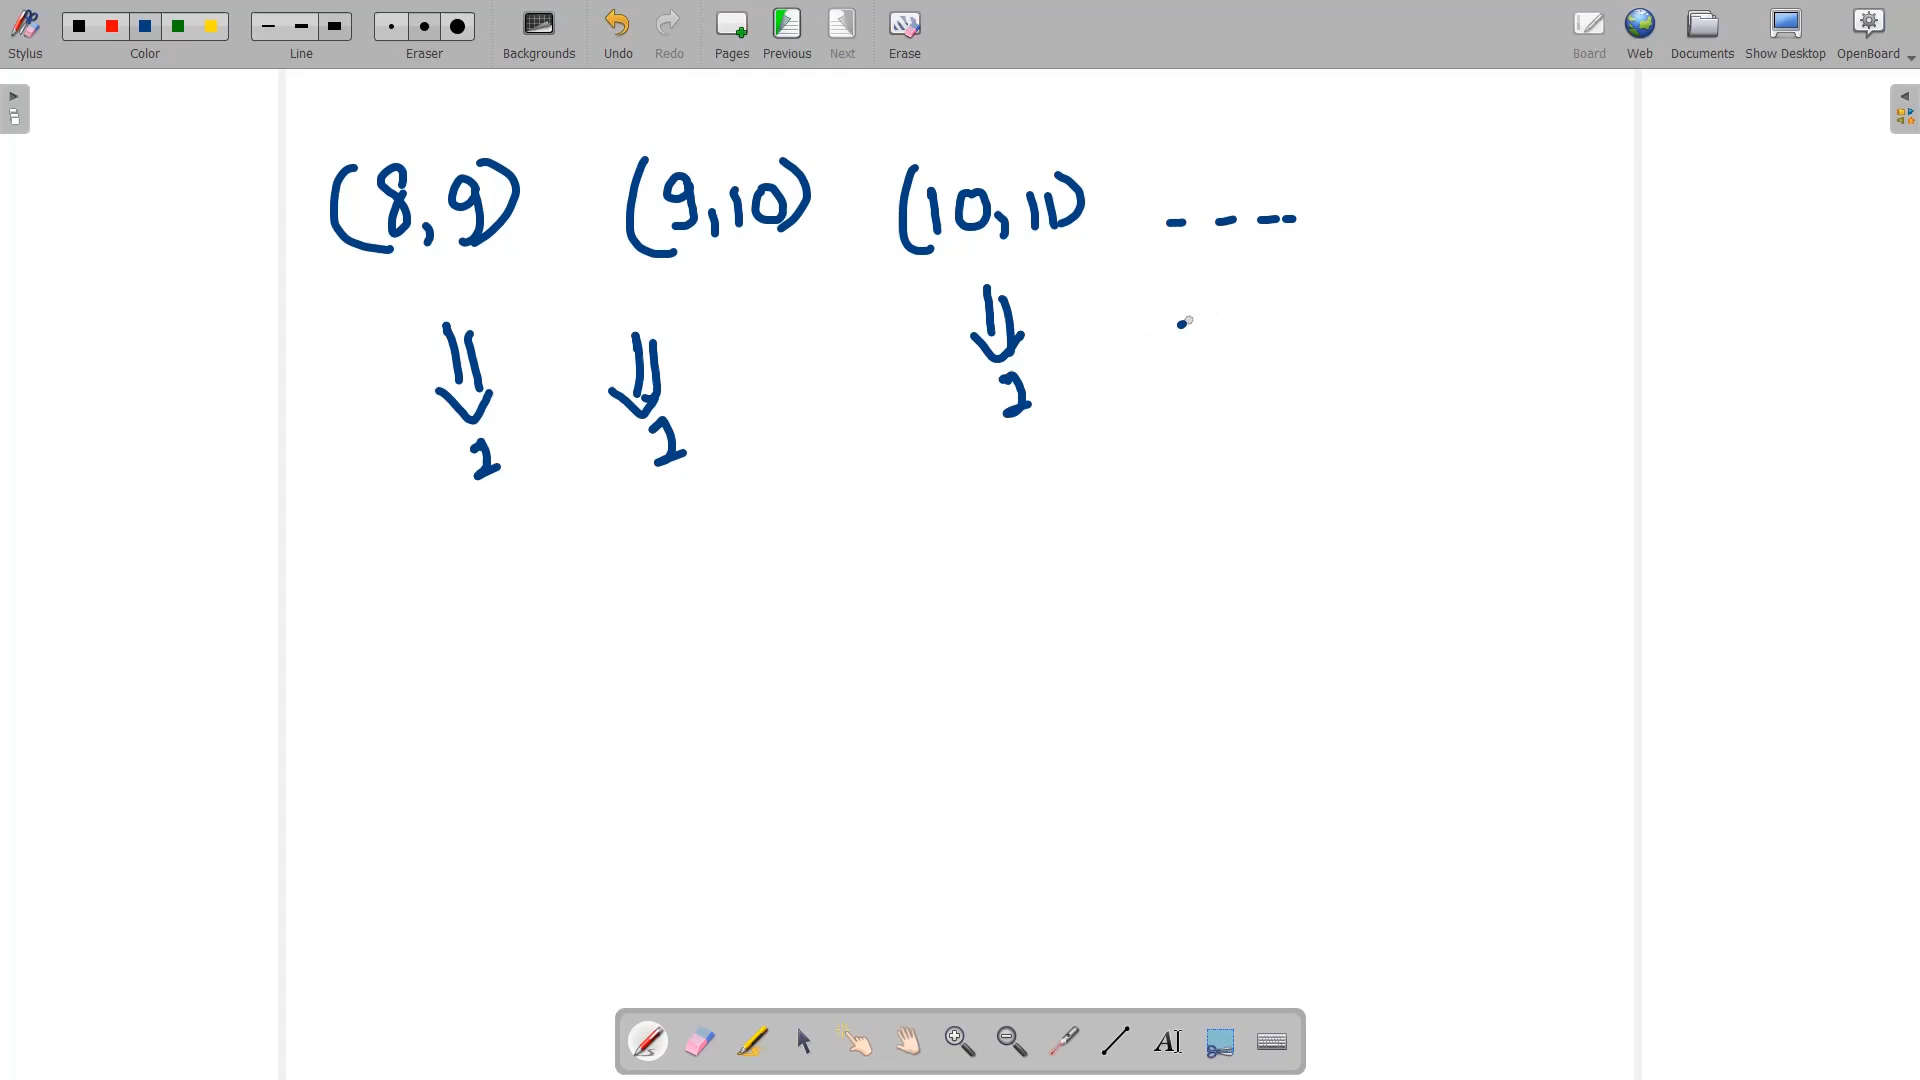 Stylus Color Line Eraser Backgrounds Undo Redo Pages Previous Next Erase Board Web Documents Show Desktop OpenBoard
(8,9) (9,10) (10,11) - - - -
2 2 2